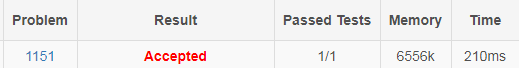 Problem Result Passed Tests Memory Time
1151 Accepted 1/1 6556k 210ms